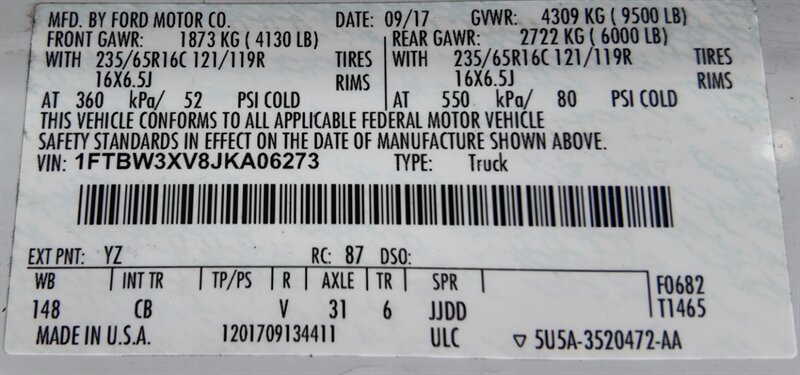 MFD. BY FORD MOTOR CO. DATE: 09/17 GVWR: 4309 KG ( 9500 LB)
FRONT GAWR: 1873 KG ( 4130 LB) REAR GAWR: 2722 KG ( 6000 LB)
WITH 235/65R16C 121/119R TIRES WITH 235/65R16C 121/119R TIRES
16X6.5J RIMS 16X6.5J RIMS
AT 360 kPa/ 52 PSI COLD AT 550 kPa/ 80 PSI COLD
THIS VEHICLE CONFORMS TO ALL APPLICABLE FEDERAL MOTOR VEHICLE
SAFETY STANDARDS IN EFFECT ON THE DATE OF MANUFACTURE SHOWN ABOVE.
VIN: 1FTBW3XV8JKA06273 TYPE: Truck
EXT PNT: YZ RC: 87 DSO:
WB INT TR TP/PS R AXLE TR SPR F0682
148 CB V 31 6 JJDD T1465
MADE IN U.S.A. 1201709134411 ULC ▽ 5U5A-3520472-AA